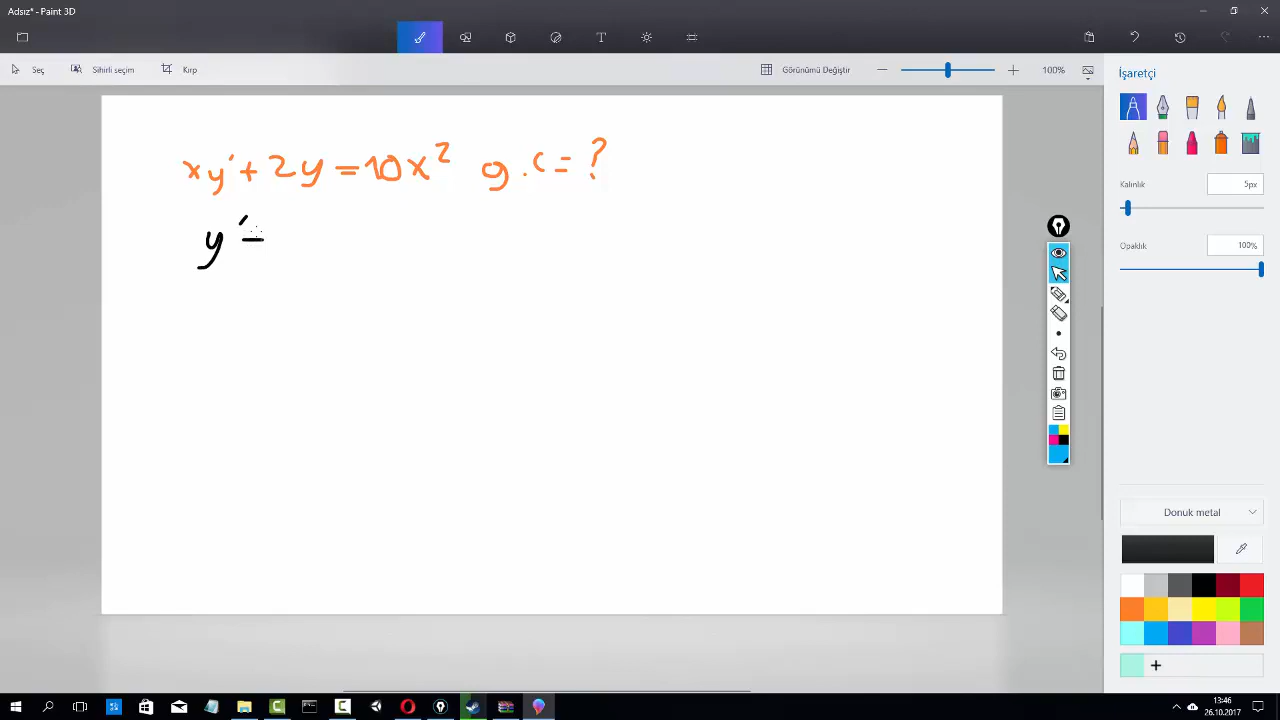 Adsız* - Paint 3D
Seç
Sihirli seçim
Kırp
Görünümü Değiştir
100%
İşaretçi
xy' + 2y = 10x² g.ç = ?
y' =
Kalınlık
5px
Opaklık
100%
Donuk metal
13:46
26.10.2017